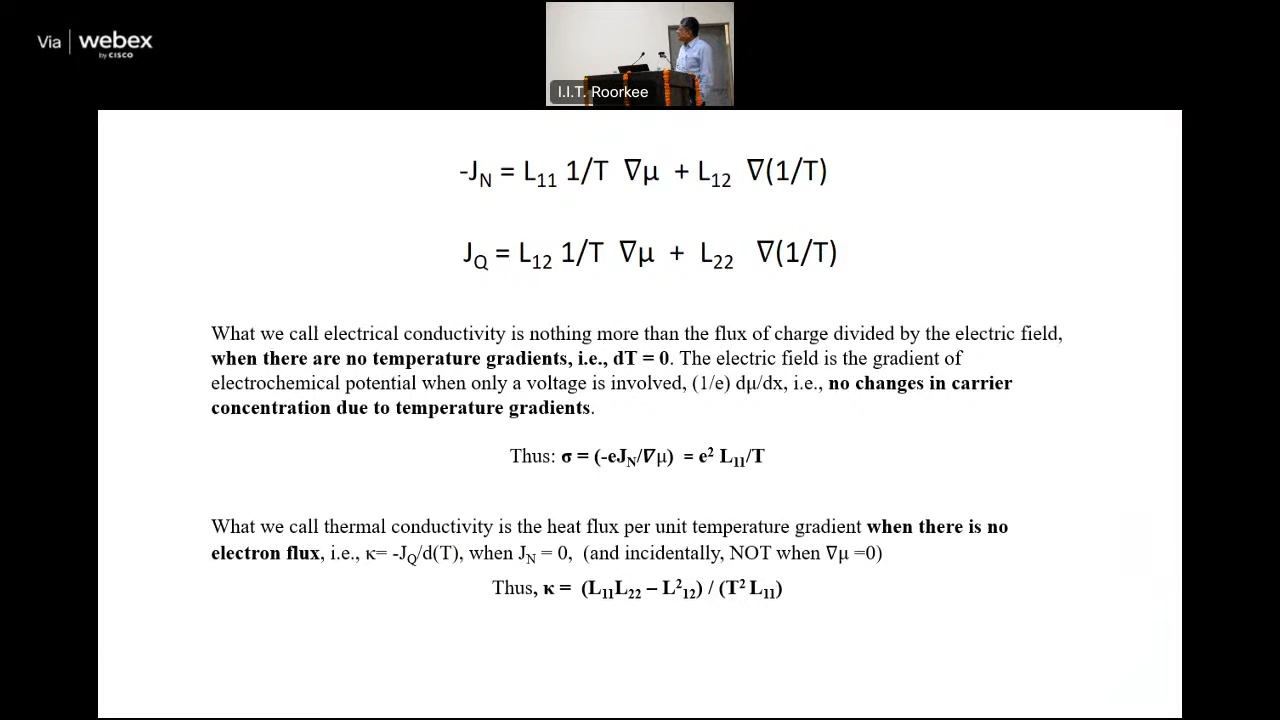 Via | webex
by CISCO
I.I.T. Roorkee
-J_N = L_11 1/T ∇μ + L_12 ∇(1/T)
J_Q = L_12 1/T ∇μ + L_22 ∇(1/T)
What we call electrical conductivity is nothing more than the flux of charge divided by the electric field,
when there are no temperature gradients, i.e., dT = 0. The electric field is the gradient of
electrochemical potential when only a voltage is involved, (1/e) dμ/dx, i.e., no changes in carrier
concentration due to temperature gradients.
Thus: σ = (-eJ_N/∇μ) = e² L_11/T
What we call thermal conductivity is the heat flux per unit temperature gradient when there is no
electron flux, i.e., κ= -J_Q/d(T), when J_N = 0, (and incidentally, NOT when ∇μ =0)
Thus, κ = (L_11L_22 – L²_12) / (T² L_11)